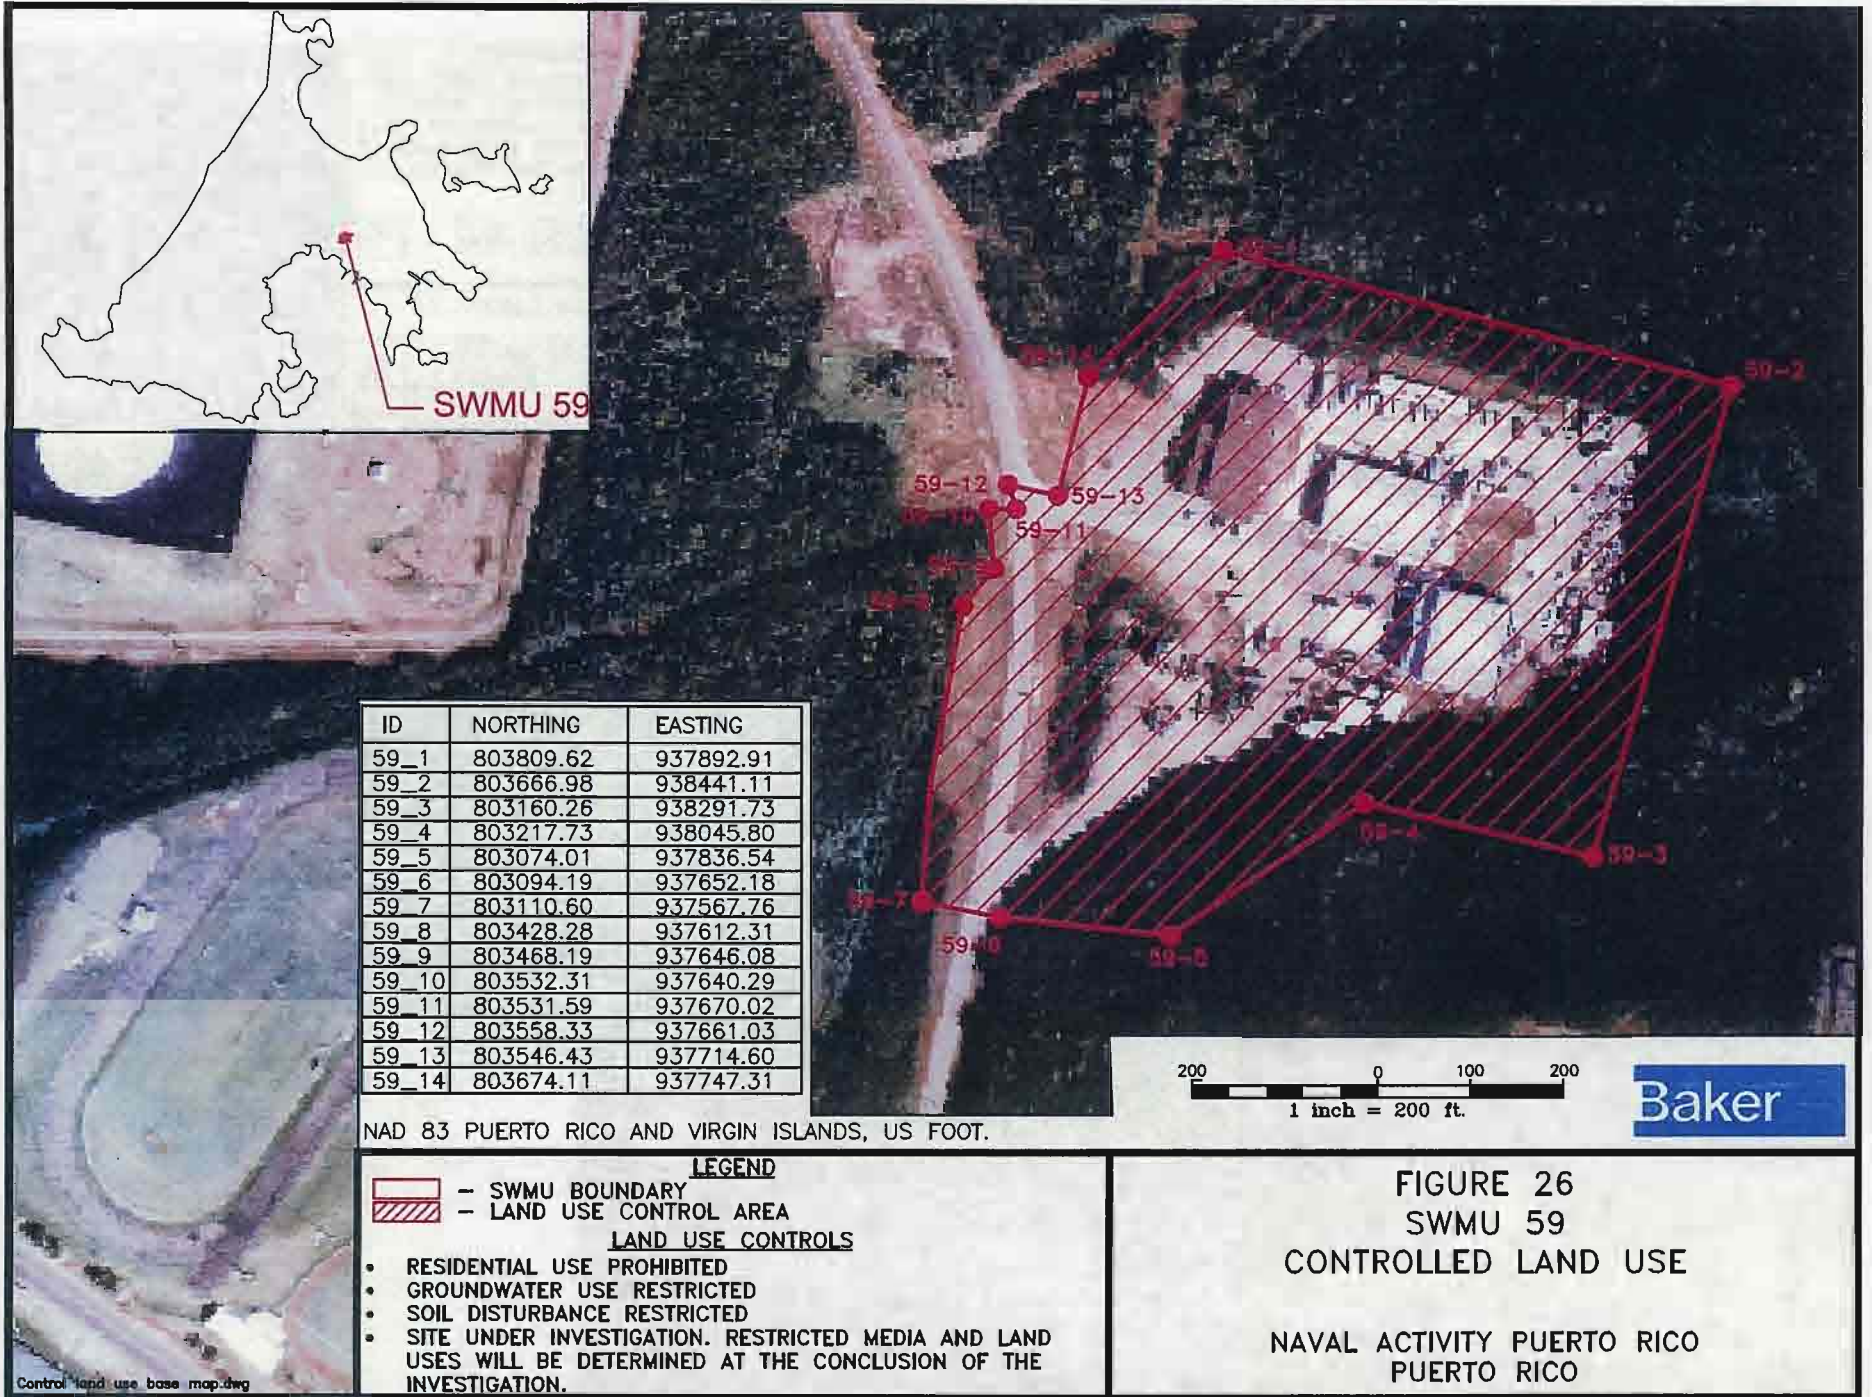 SWMU 59
59-2
59-12
59-13
59-11
59-3
ID NORTHING EASTING
59_1 803809.62 937892.91
59_2 803666.98 938441.11
59_3 803160.26 938291.73
59_4 803217.73 938045.80
59_5 803074.01 937836.54
59_6 803094.19 937652.18
59_7 803110.60 937567.76
59_8 803428.28 937612.31
59_9 803468.19 937646.08
59_10 803532.31 937640.29
59_11 803531.59 937670.02
59_12 803558.33 937661.03
59_13 803546.43 937714.60
59_14 803674.11 937747.31
NAD 83 PUERTO RICO AND VIRGIN ISLANDS, US FOOT.
200 0 100 200
1 inch = 200 ft.
Baker
LEGEND
- SWMU BOUNDARY
- LAND USE CONTROL AREA
LAND USE CONTROLS
• RESIDENTIAL USE PROHIBITED
• GROUNDWATER USE RESTRICTED
• SOIL DISTURBANCE RESTRICTED
• SITE UNDER INVESTIGATION. RESTRICTED MEDIA AND LAND
USES WILL BE DETERMINED AT THE CONCLUSION OF THE
INVESTIGATION.
FIGURE 26
SWMU 59
CONTROLLED LAND USE
NAVAL ACTIVITY PUERTO RICO
PUERTO RICO
Control land use base map.dwg